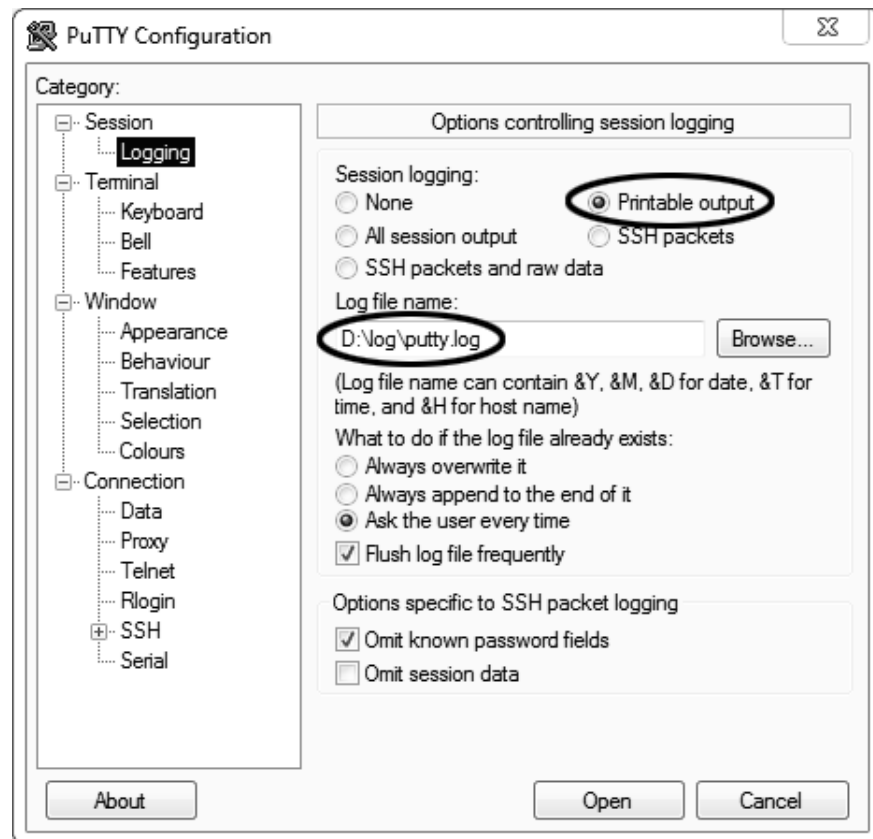 PuTTY Configuration
Category:
Session
Logging
Terminal
Keyboard
Bell
Features
Window
Appearance
Behaviour
Translation
Selection
Colours
Connection
Data
Proxy
Telnet
Rlogin
SSH
Serial
Options controlling session logging
Session logging:
None
Printable output
All session output
SSH packets
SSH packets and raw data
Log file name:
D:\log\putty.log
Browse...
(Log file name can contain &Y, &M, &D for date, &T for
time, and &H for host name)
What to do if the log file already exists:
Always overwrite it
Always append to the end of it
Ask the user every time
Flush log file frequently
Options specific to SSH packet logging
Omit known password fields
Omit session data
About
Open
Cancel